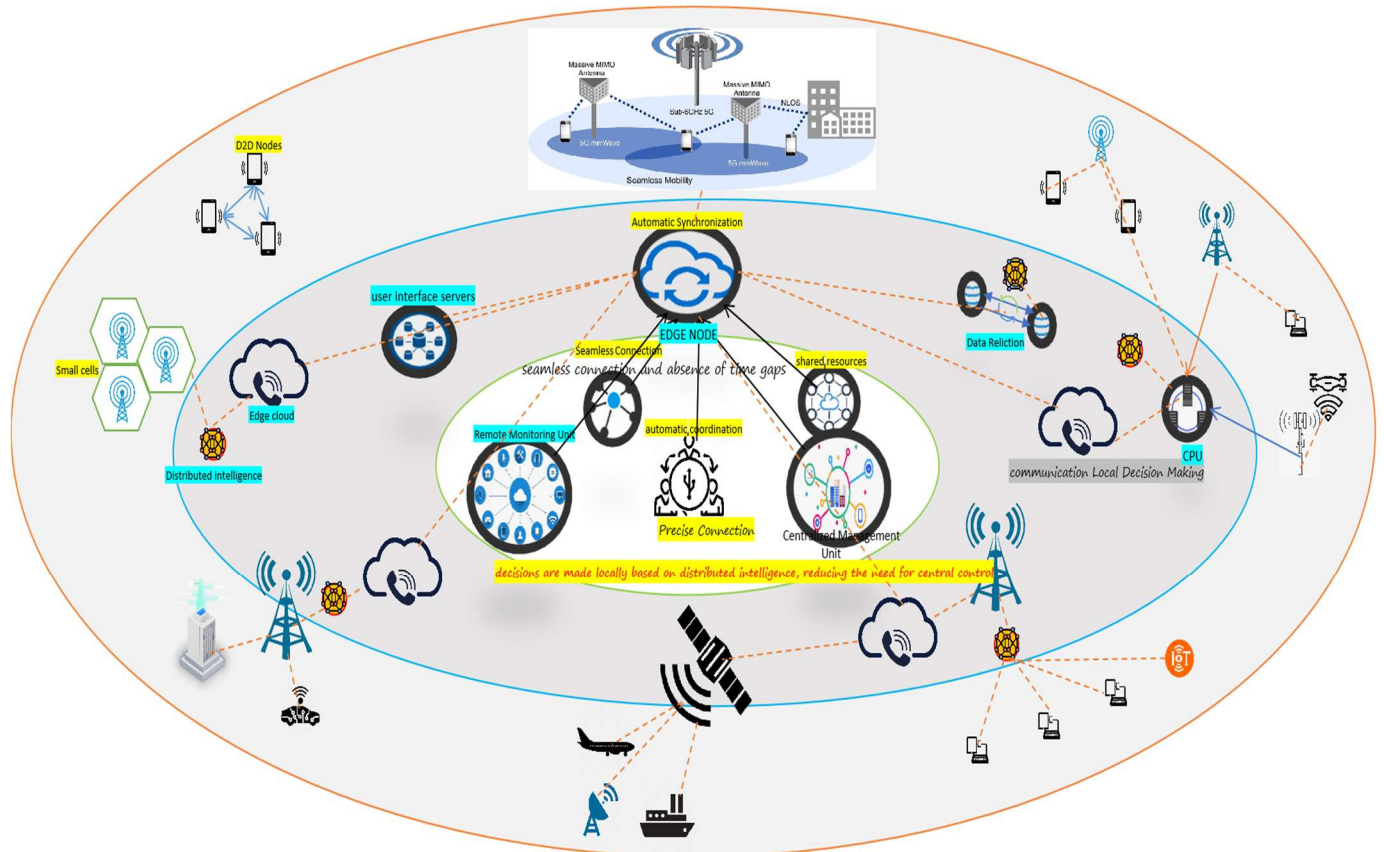 Massive MIMO
Antenna
Massive MIMO
Antenna
NLOS
Sub-6GHz 5G
5G mmWave
5G mmWave
Seamless Mobility
D2D Nodes
Automatic Synchronization
user interface servers
EDGE NODE
Seamless Connection
seamless connection and absence of time gaps
shared resources
Data Reliction
Small cells
Edge cloud
Remote Monitoring Unit
automatic coordination
CPU
communication Local Decision Making
Distributed intelligence
Precise Connection
Centralized Management
Unit
decisions are made locally based on distributed intelligence, reducing the need for central control
IoT